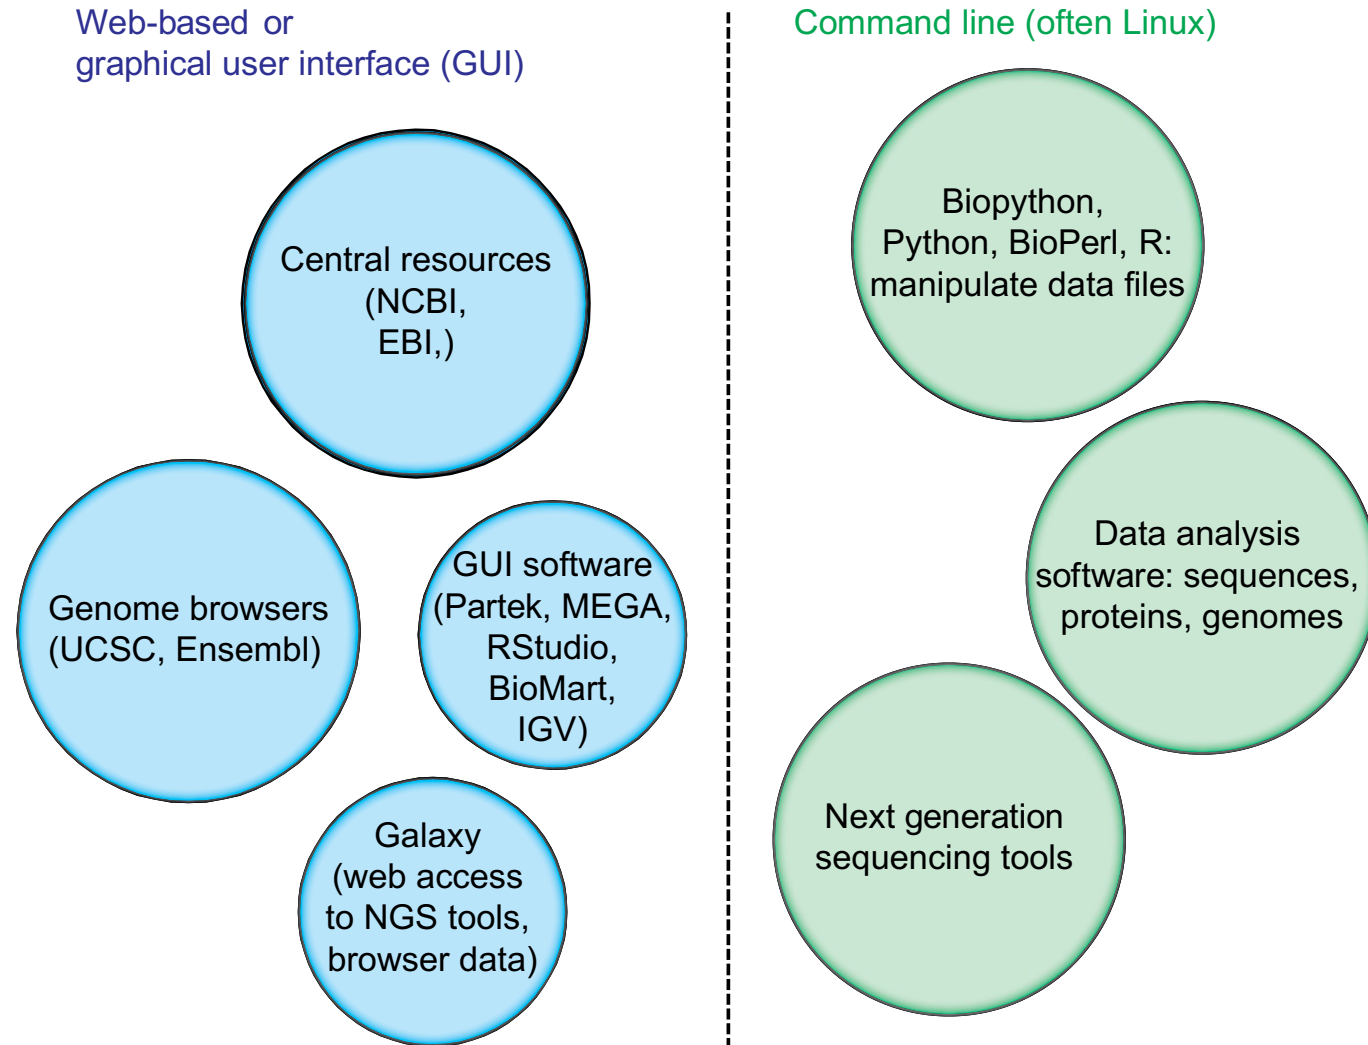 Web-based or
graphical user interface (GUI)
Command line (often Linux)
Central resources
(NCBI,
EBI,)
Genome browsers
(UCSC, Ensembl)
GUI software
(Partek, MEGA,
RStudio,
BioMart,
IGV)
Galaxy
(web access
to NGS tools,
browser data)
Biopython,
Python, BioPerl, R:
manipulate data files
Data analysis
software: sequences,
proteins, genomes
Next generation
sequencing tools